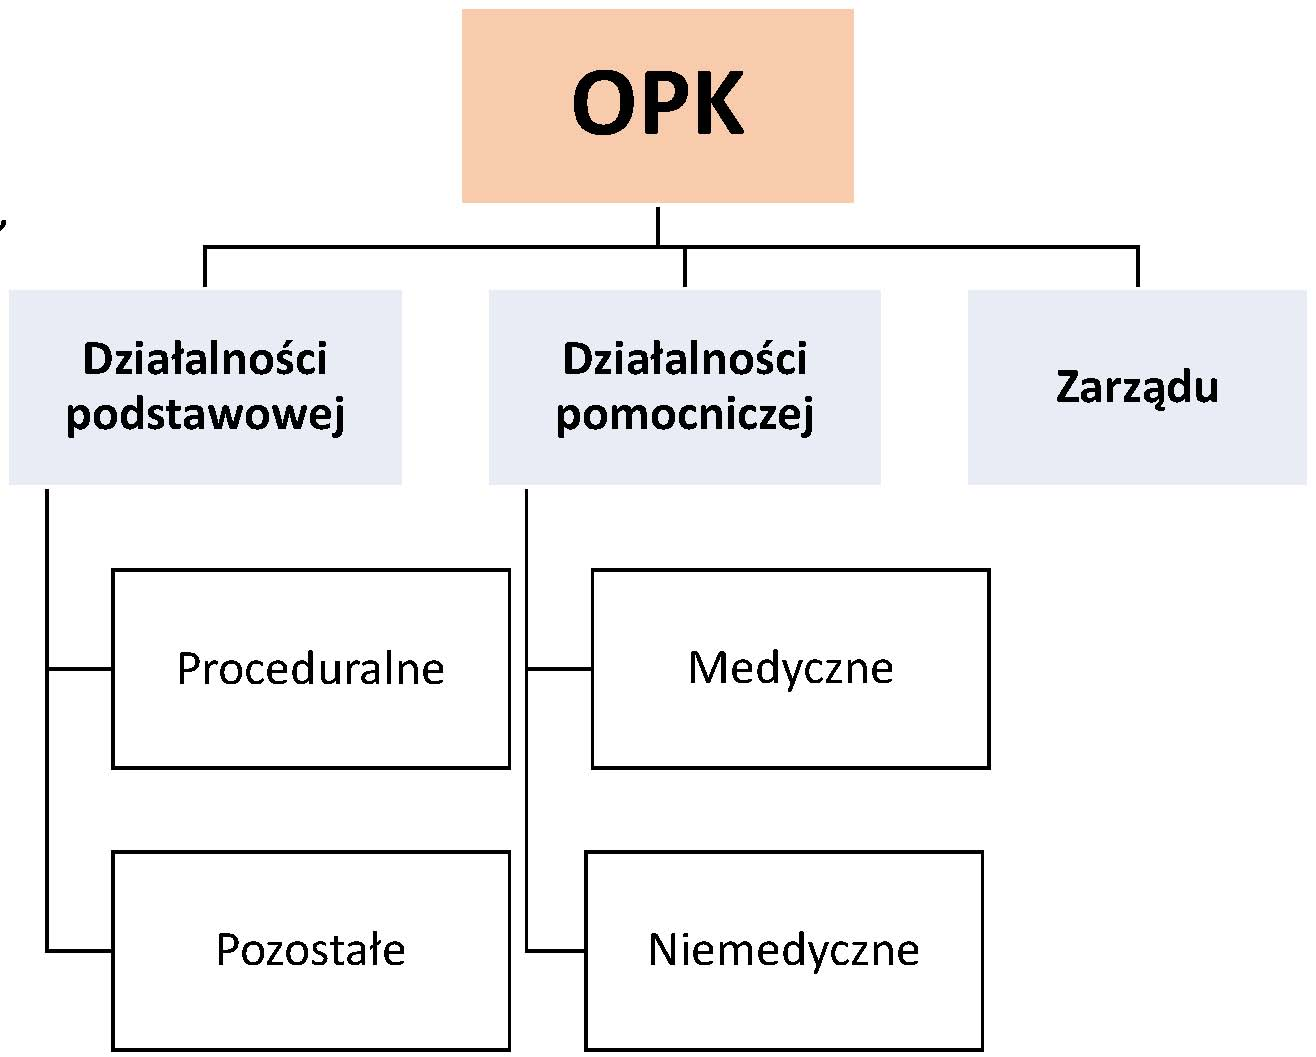 OPK
Działalności
podstawowej
Działalności
pomocniczej
Zarządu
Proceduralne
Medyczne
Pozostałe
Niemedyczne